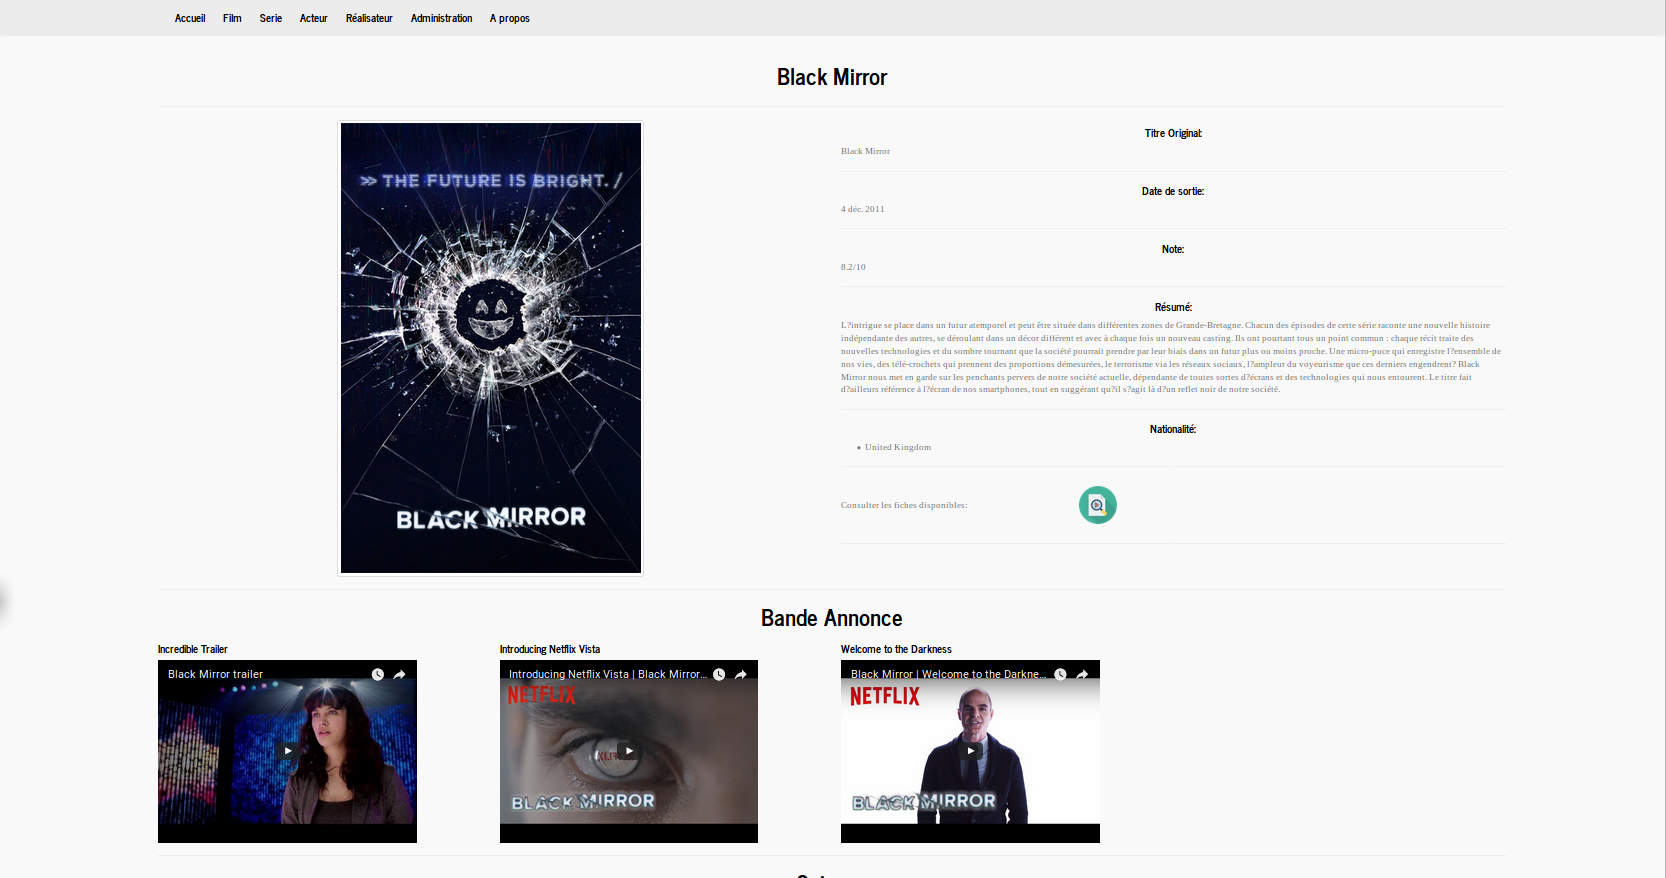 Accueil Film Serie Acteur Réalisateur Administration A propos
Black Mirror
>> THE FUTURE IS BRIGHT. /
BLACK MIRROR
Titre Original:
Black Mirror
Date de sortie:
4 déc. 2011
Note:
8.2/10
Résumé:
L?intrigue se place dans un futur atemporel et peut être située dans différentes zones de Grande-Bretagne. Chacun des épisodes de cette série raconte une nouvelle histoire
indépendante des autres, se déroulant dans un décor différent et avec à chaque fois un nouveau casting. Ils ont pourtant tous un point commun : chaque récit traite des
nouvelles technologies et du sombre tournant que la société pourrait prendre par leur biais dans un futur plus ou moins proche. Une micro-puce qui enregistre l?ensemble de
nos vies, des télé-crochets qui prennent des proportions démesurées, le terrorisme via les réseaux sociaux, l?ampleur du voyeurisme que ces derniers engendrent? Black
Mirror nous met en garde sur les penchants pervers de notre société actuelle, dépendante de toutes sortes d?écrans et des technologies qui nous entourent. Le titre fait
d?ailleurs référence à l?écran de nos smartphones, tout en suggérant qu?il s?agit là d?un reflet noir de notre société.
Nationalité:
United Kingdom
Consulter les fiches disponibles:
Bande Annonce
Incredible Trailer
Black Mirror trailer
Introducing Netflix Vista
Introducing Netflix Vista | Black Mirror...
NETFLIX
BLACK MIRROR
Welcome to the Darkness
Black Mirror | Welcome to the Darkne...
NETFLIX
BLACK MIRROR